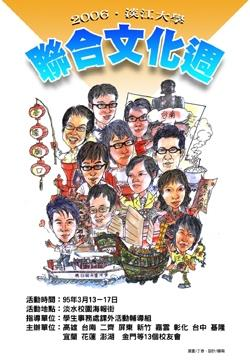 2006·淡江大學
聯合文化週
台南
活動時間：95年3月13－17日
活動地點：淡水校園海報街
指導單位：學生事務處課外活動輔導組
主辦單位：高雄 台南 二齊 屏東 新竹 嘉雲 彰化 台中 基隆
宜蘭 花蓮 澎湖 金門等13個校友會